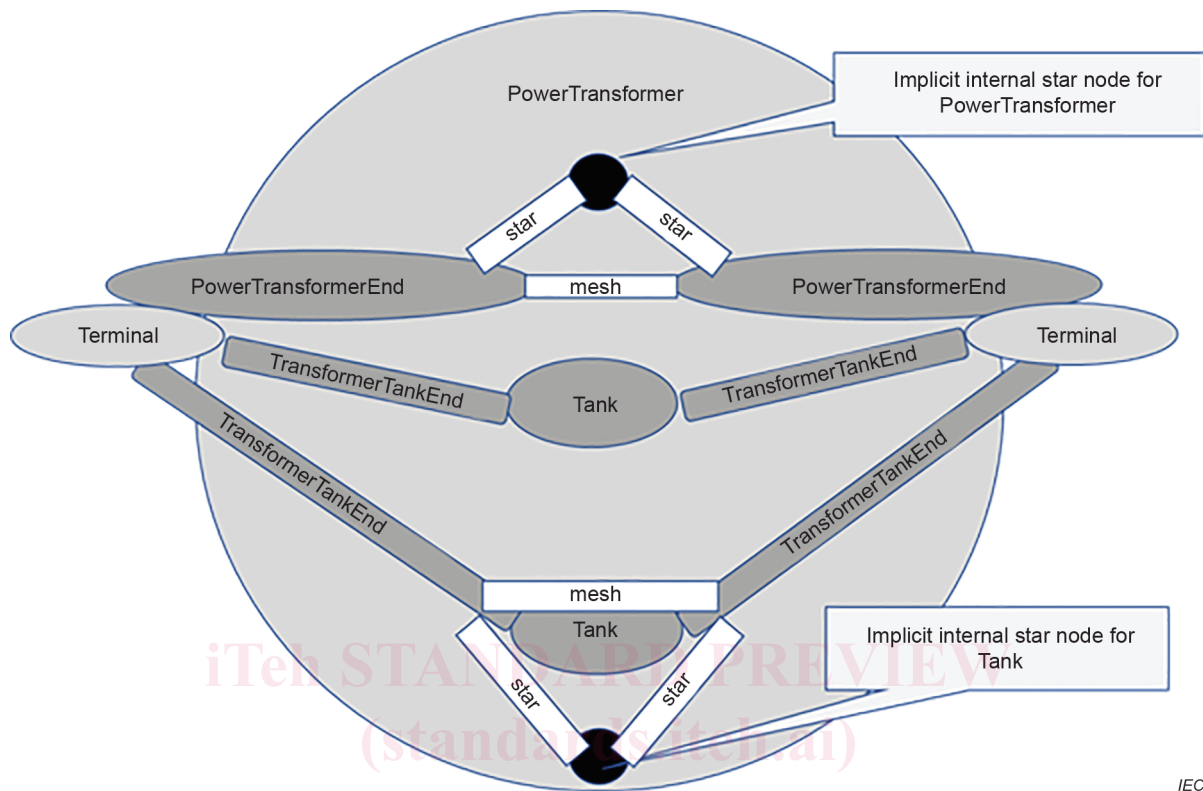 PowerTransformer
Implicit internal star node for
PowerTransformer
star
star
PowerTransformerEnd
mesh
PowerTransformerEnd
Terminal
Terminal
TransformerTankEnd
TransformerTankEnd
Tank
TransformerTankEnd
TransformerTankEnd
mesh
Tank
Implicit internal star node for
Tank
iTeh STANDARD PREVIEW
star
star
(standards.iteh.ai)
IEC